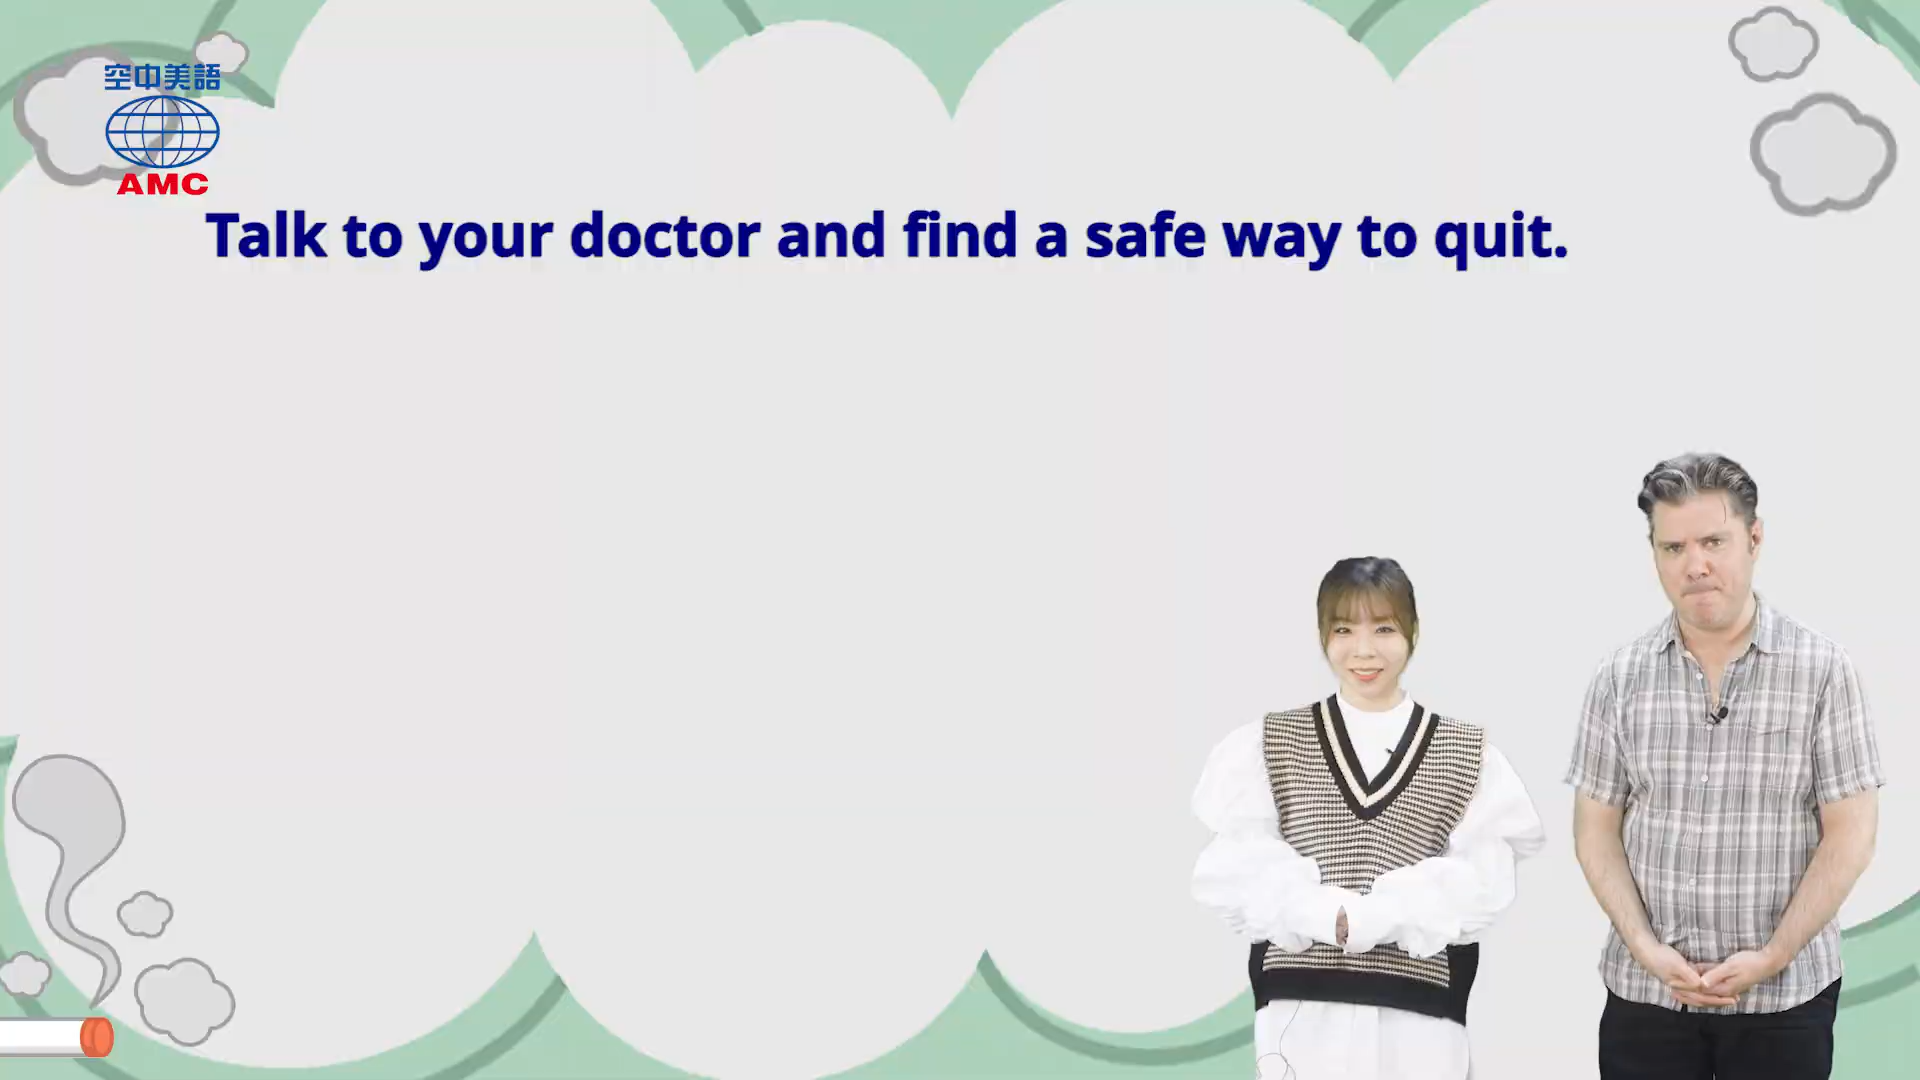 空中美語
AMC
Talk to your doctor and find a safe way to quit.